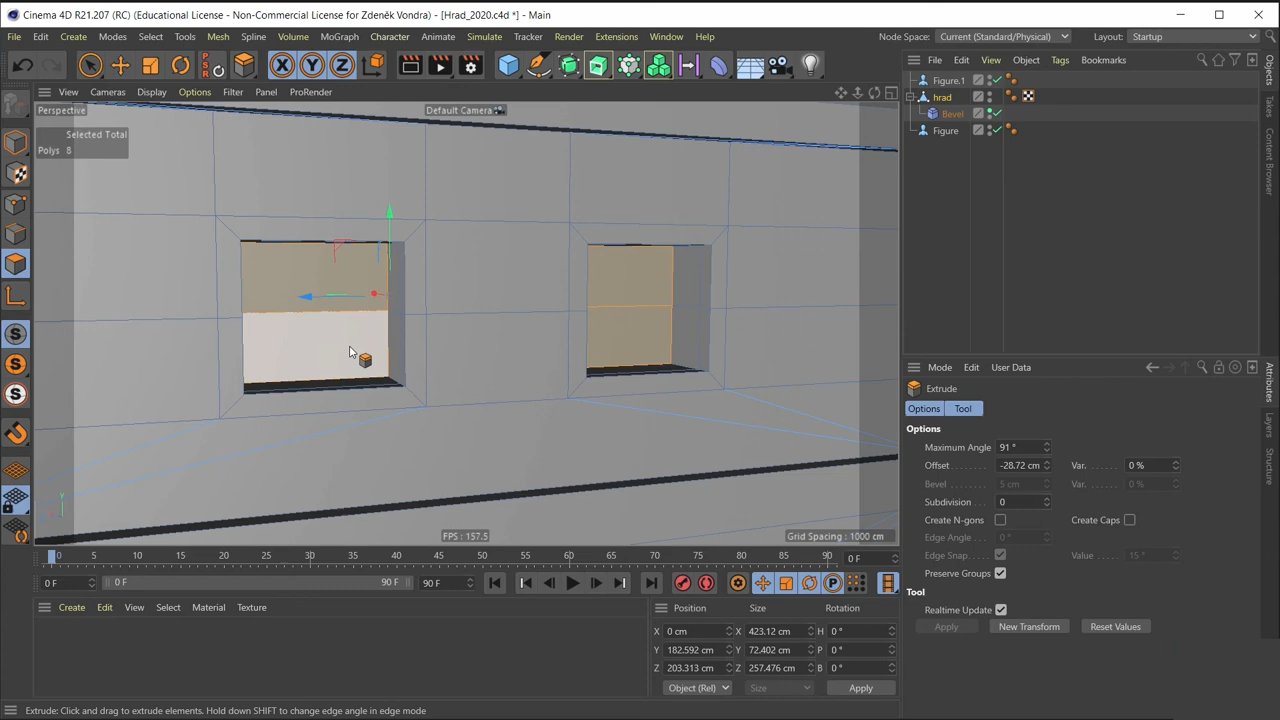 Cinema 4D R21.207 (RC) (Educational License - Non-Commercial License for Zdeněk Vondra) - [Hrad_2020.c4d *] - Main
File Edit Create Modes Select Tools Mesh Spline Volume MoGraph Character Animate Simulate Tracker Render Extensions Window Help
Node Space: Current (Standard/Physical) Layout: Startup
X Y Z
File Edit View Object Tags Bookmarks
View Cameras Display Options Filter Panel ProRender
Figure.1
Perspective
Default Camera
hrad
Bevel
Selected Total
Figure
Polys 8
Objects
Takes
Content Browser
Mode Edit User Data
Extrude
Options Tool
Options
Maximum Angle 91 °
Offset -28.72 cm Var. 0 %
Bevel 5 cm Var. 0 %
Subdivision 0
Create N-gons Create Caps
Edge Angle 0 °
Edge Snap Value 15 °
Preserve Groups
Tool
Realtime Update
Apply New Transform Reset Values
Attributes
Layers
Structure
Y
FPS : 157.5
Grid Spacing : 1000 cm
0 5 10 15 20 25 30 35 40 45 50 55 60 65 70 75 80 85 90 0 F
0 F 0 F 90 F 90 F
Create Edit View Select Material Texture
Position Size Rotation
X 0 cm X 423.12 cm H 0 °
Y 182.592 cm Y 72.402 cm P 0 °
Z 203.313 cm Z 257.476 cm B 0 °
Object (Rel) Size Apply
Extrude: Click and drag to extrude elements. Hold down SHIFT to change edge angle in edge mode